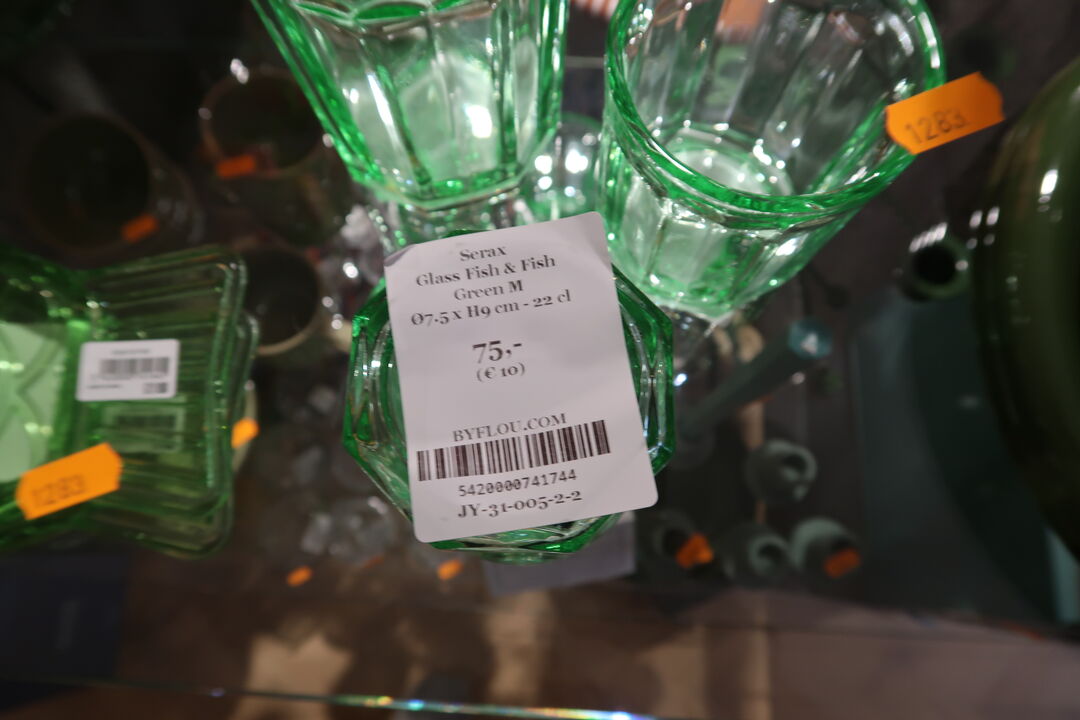 Serax
Glass Fish & Fish
Green M
Ø7.5 x H9 cm - 22 cl
75,-
(€ 10)
BYFLOU.COM
5420000741744
JY-31-005-2-2
1283
1283
4